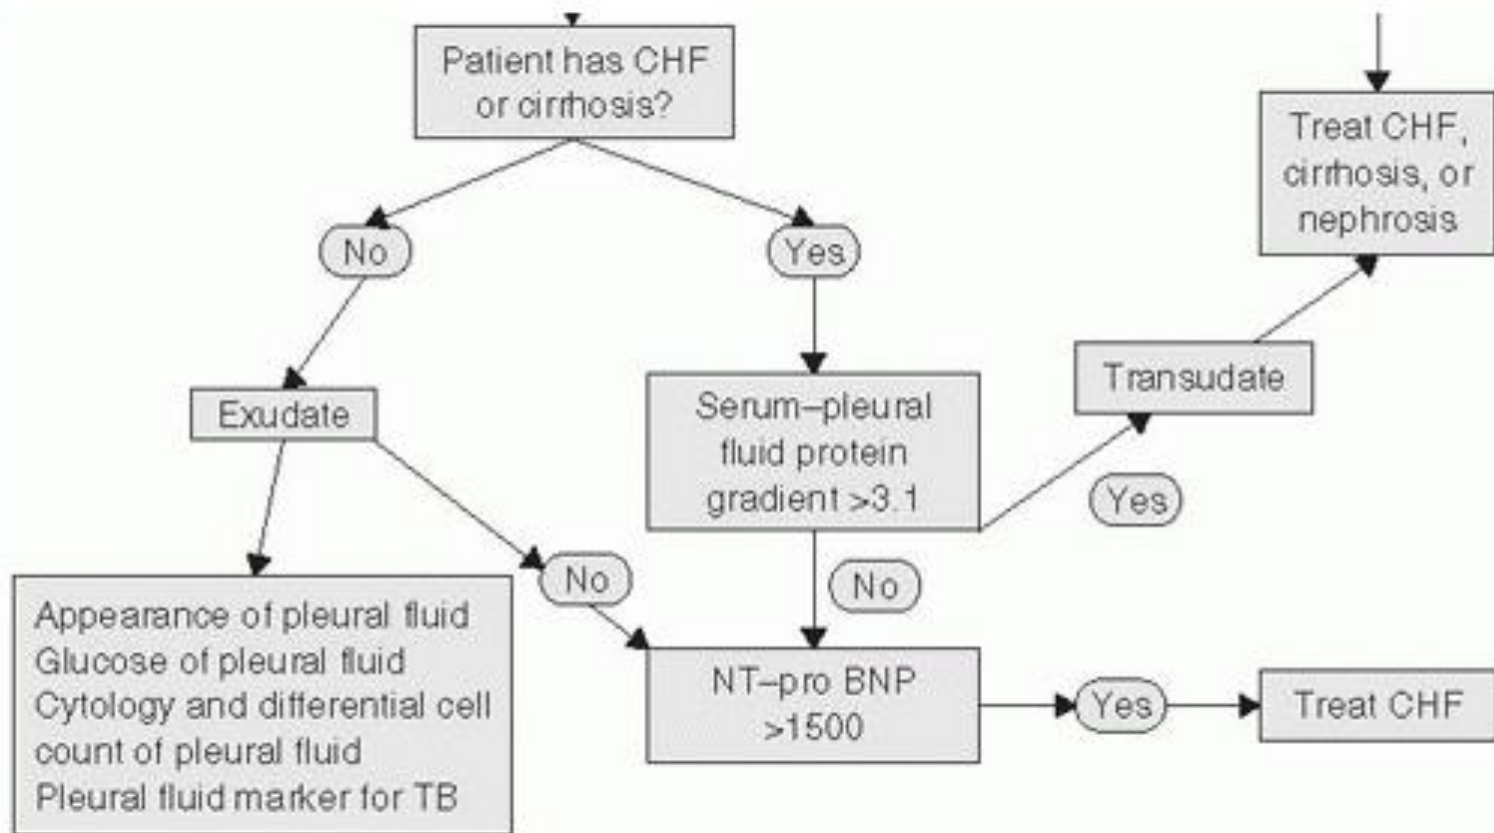 Patient has CHF
or cirrhosis?
Treat CHF,
cirrhosis, or
nephrosis
No
Yes
Transudate
Exudate
Serum–pleural
fluid protein
gradient >3.1
Yes
No
No
Appearance of pleural fluid
Glucose of pleural fluid
Cytology and differential cell
count of pleural fluid
Pleural fluid marker for TB
NT–pro BNP
>1500
Yes
Treat CHF